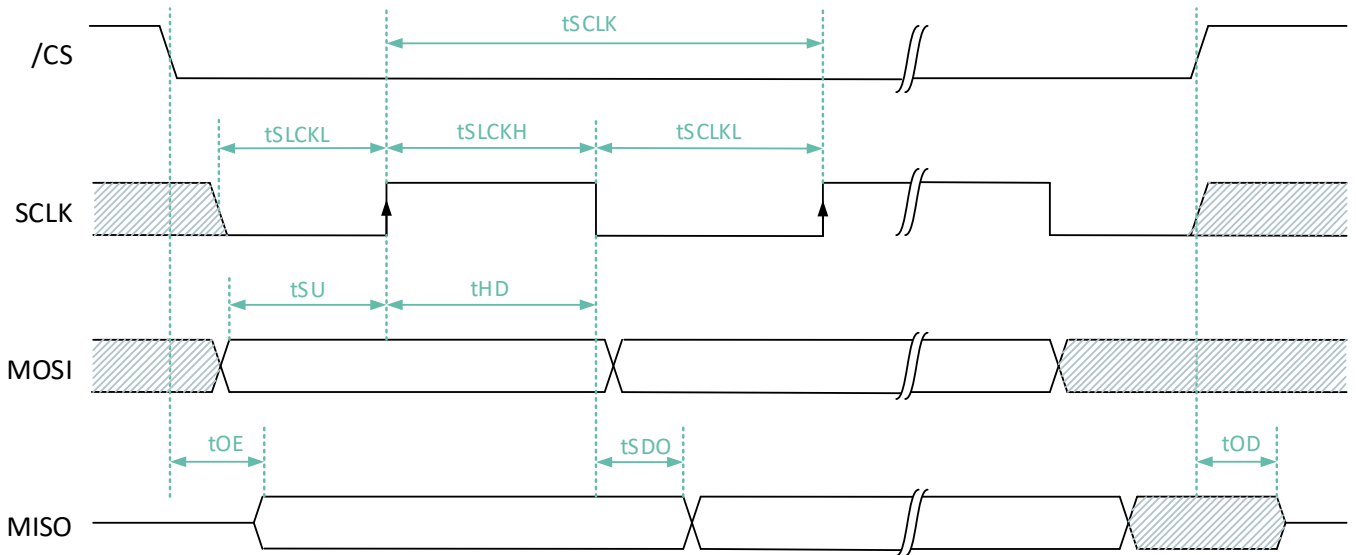 tSCLK
/CS
tSLCKL tSLCKH tSCLKL
SCLK
tSU tHD
MOSI
tOE tSDO tOD
MISO